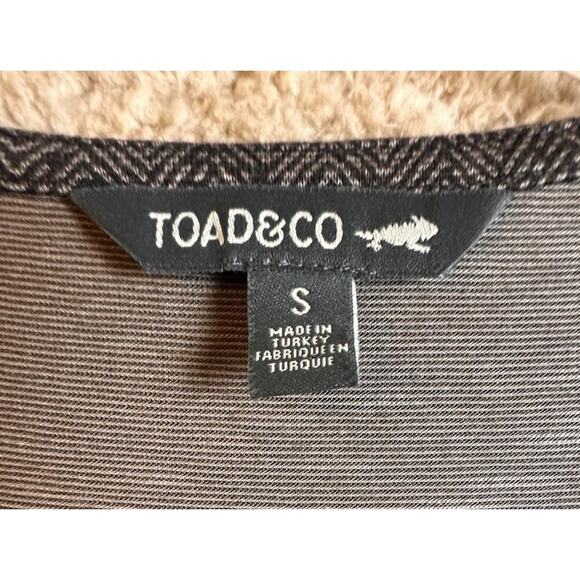 TOAD&CO
S
MADE IN
TURKEY
FABRIQUE EN
TURQUIE